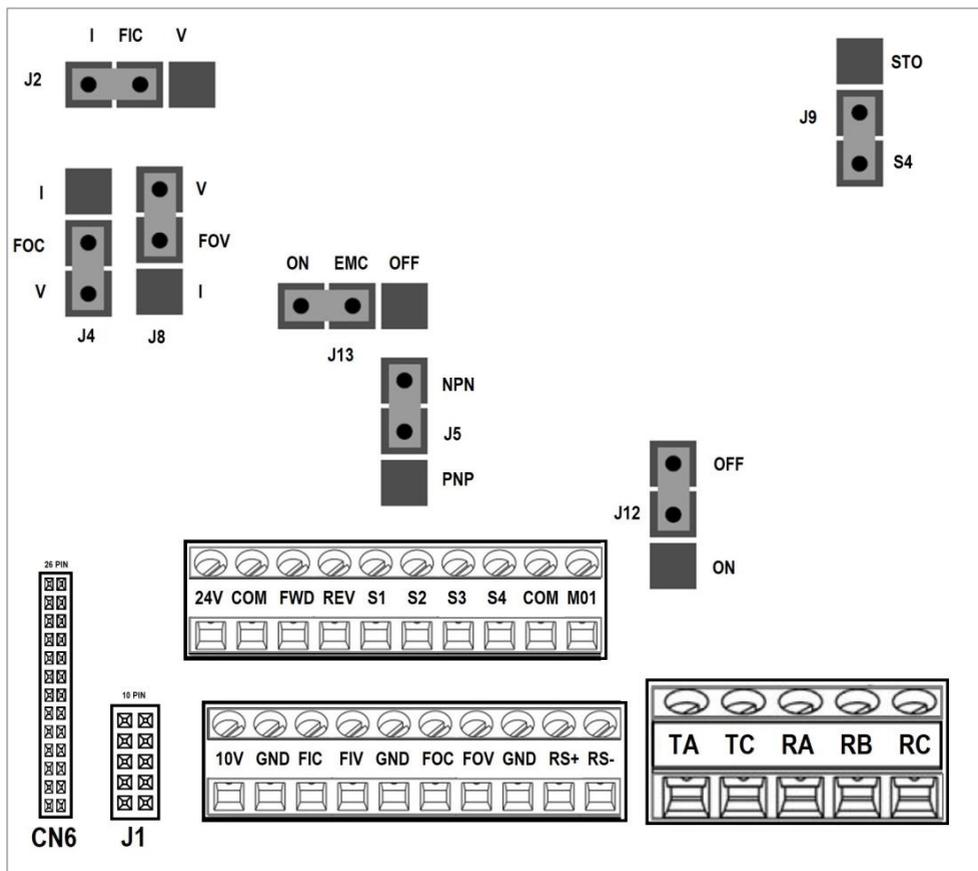 I FIC V
J2
STO
J9
S4
I
V
FOC
FOV
V
I
J4
J8
ON EMC OFF
J13
NPN
J5
PNP
OFF
J12
ON
26 PIN
24V COM FWD REV S1 S2 S3 S4 COM M01
10 PIN
10V GND FIC FIV GND FOC FOV GND RS+ RS-
TA TC RA RB RC
CN6
J1